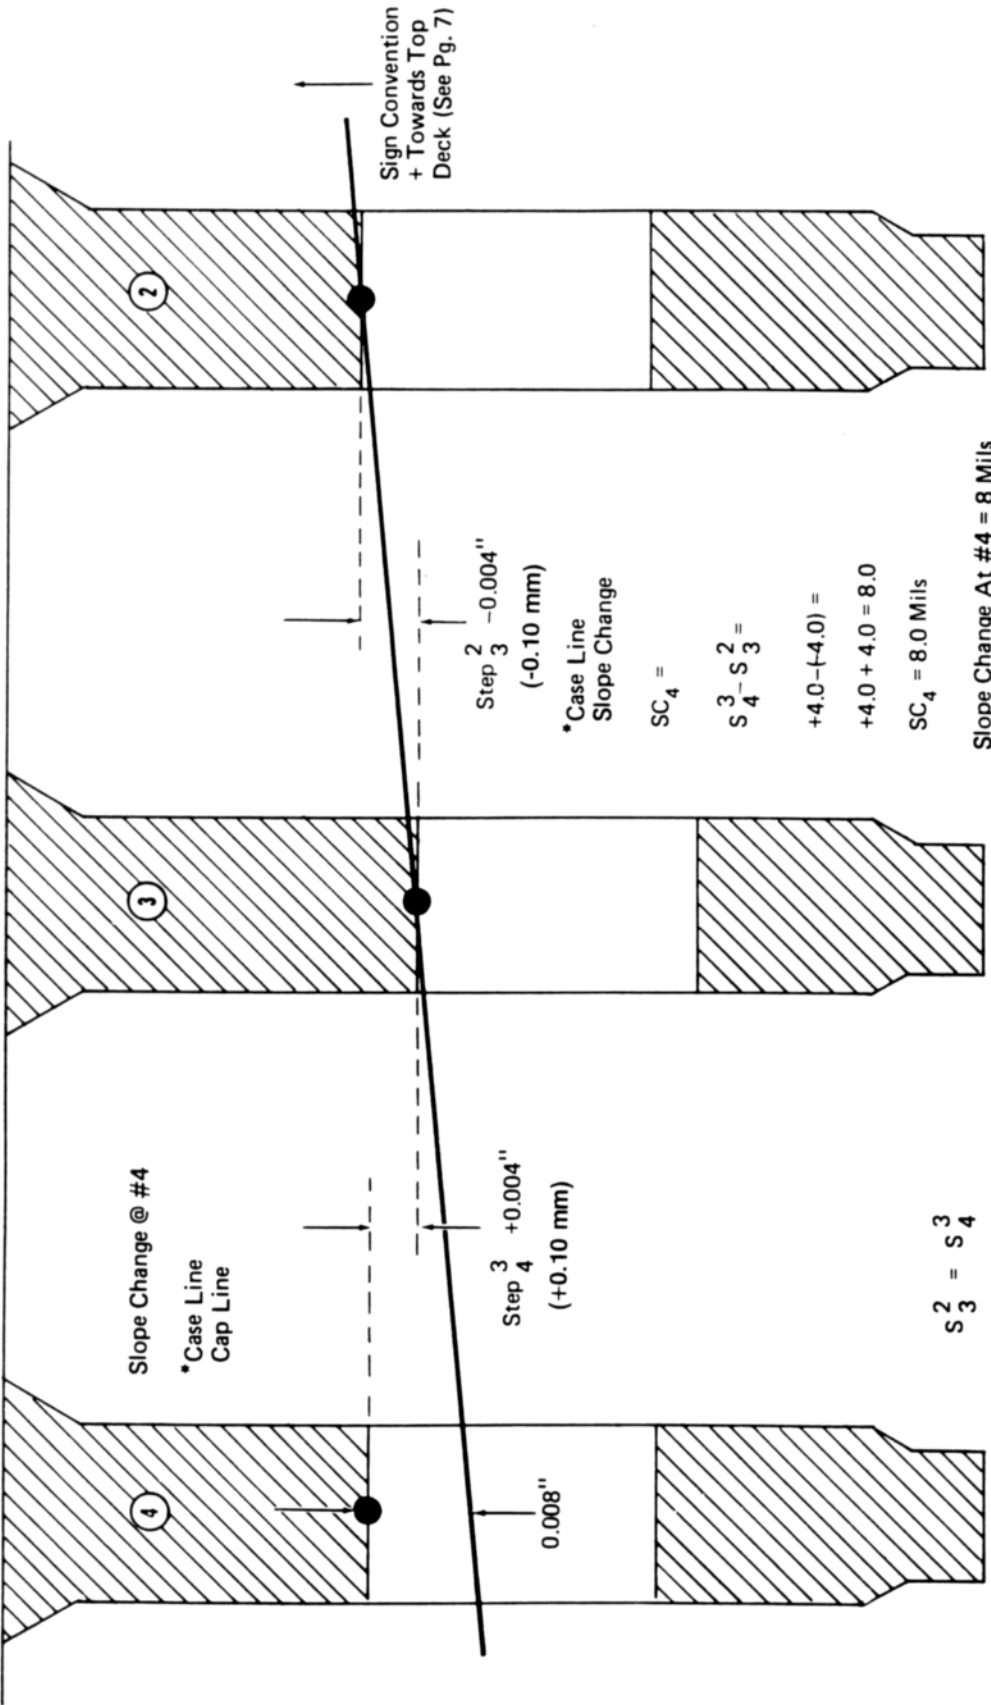 Slope Change @ #4
*Case Line
Cap Line
4
3
2
Sign Convention
+ Towards Top
Deck (See Pg. 7)
0.008"
Step 3 4 +0.004"
(+0.10 mm)
Step 2 3 -0.004"
(-0.10 mm)
*Case Line
Slope Change
SC4 =
S 3 4 - S 2 3 =
+4.0-(-4.0) =
+4.0 + 4.0 = 8.0
SC4 = 8.0 Mils
Slope Change At #4 = 8 Mils
S 2 3 = S 3 4